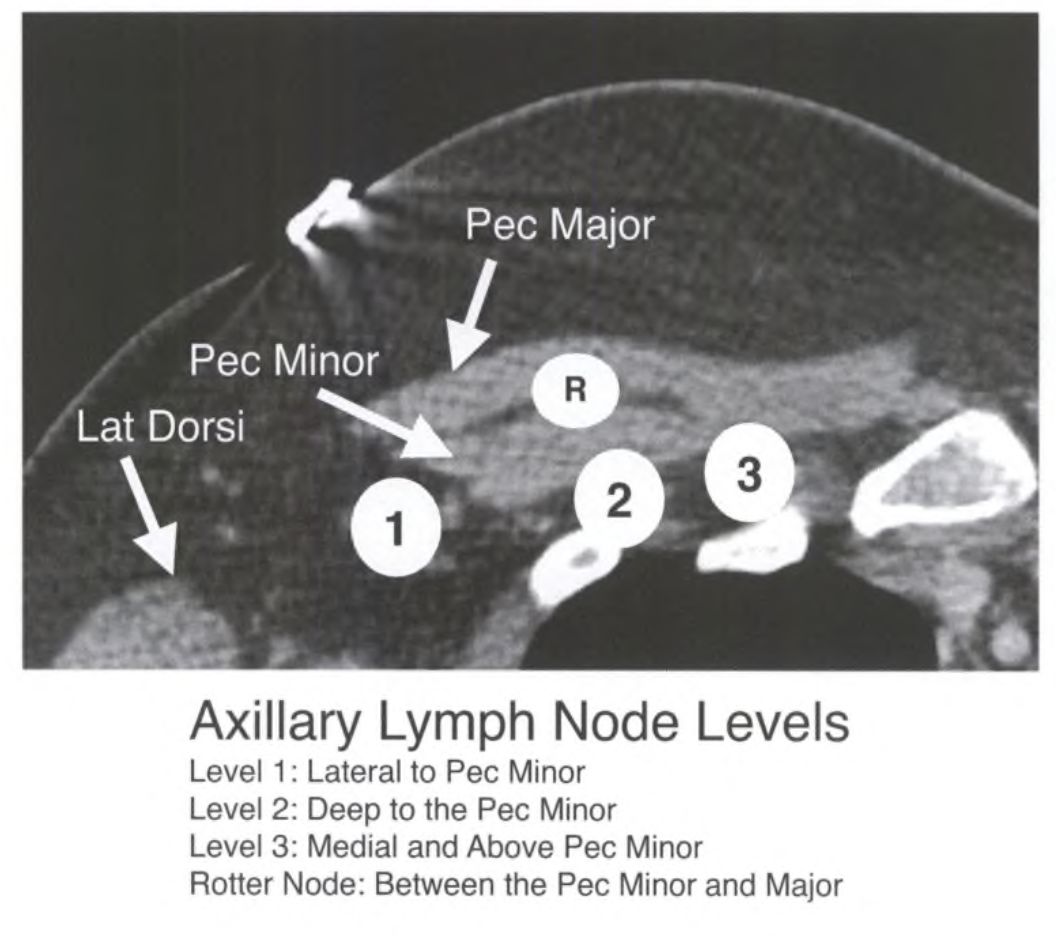 Pec Major
Pec Minor
Lat Dorsi
R
1
2
3
Axillary Lymph Node Levels
Level 1: Lateral to Pec Minor
Level 2: Deep to the Pec Minor
Level 3: Medial and Above Pec Minor
Rotter Node: Between the Pec Minor and Major